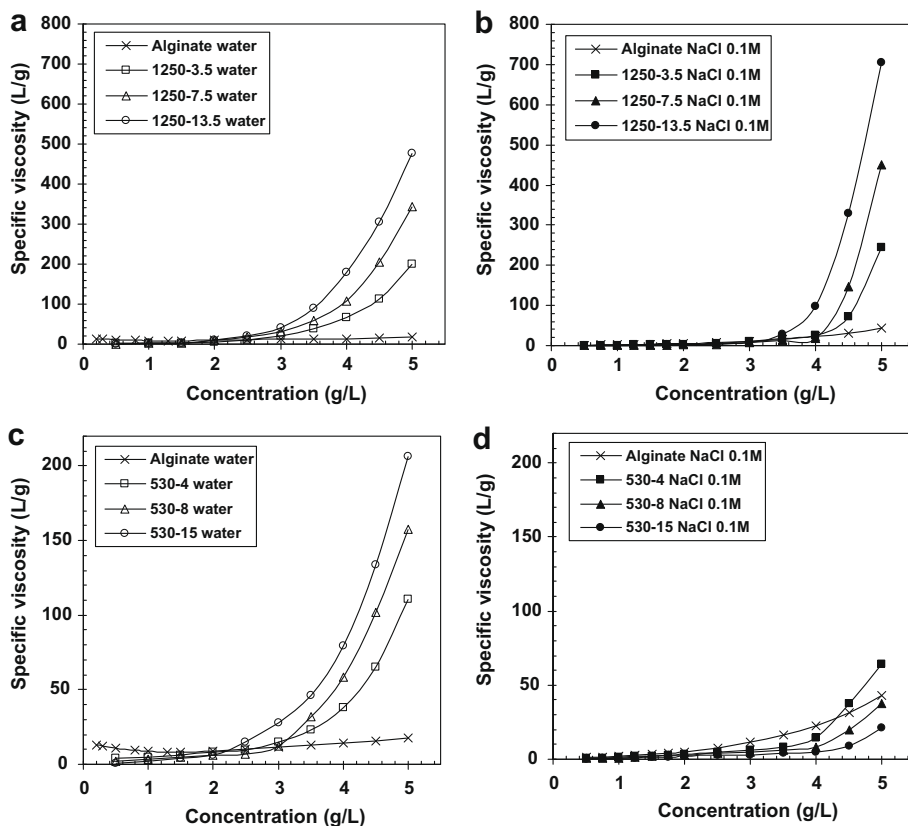 a
Specific viscosity (L/g)
800
700
600
500
400
300
200
100
0
Alginate water
1250-3.5 water
1250-7.5 water
1250-13.5 water
0 1 2 3 4 5
Concentration (g/L)
b
Specific viscosity (L/g)
800
700
600
500
400
300
200
100
0
Alginate NaCl 0.1M
1250-3.5 NaCl 0.1M
1250-7.5 NaCl 0.1M
1250-13.5 NaCl 0.1M
0 1 2 3 4 5
Concentration (g/L)
c
Specific viscosity (L/g)
200
150
100
50
0
Alginate water
530-4 water
530-8 water
530-15 water
0 1 2 3 4 5
Concentration (g/L)
d
Specific viscosity (L/g)
200
150
100
50
0
Alginate NaCl 0.1M
530-4 NaCl 0.1M
530-8 NaCl 0.1M
530-15 NaCl 0.1M
0 1 2 3 4 5
Concentration (g/L)